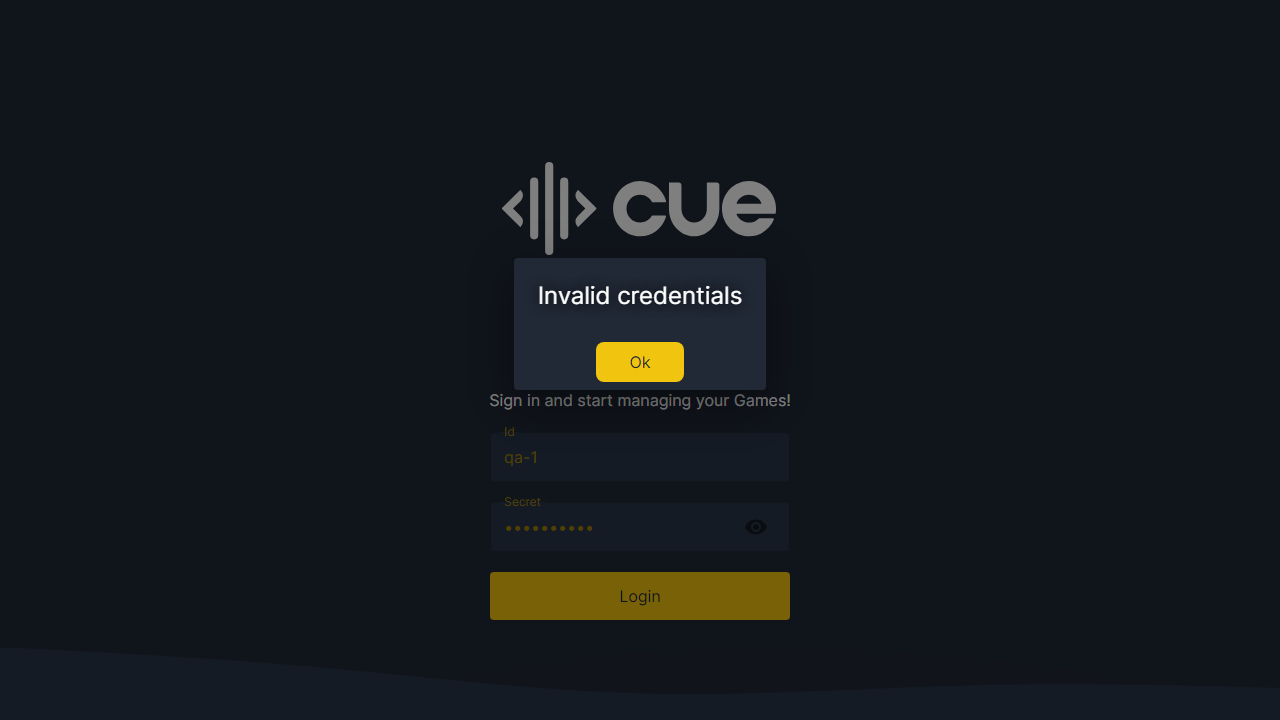 cue
Invalid credentials
Ok
Sign in and start managing your Games!
Id
qa-1
Secret
••••••••••
Login